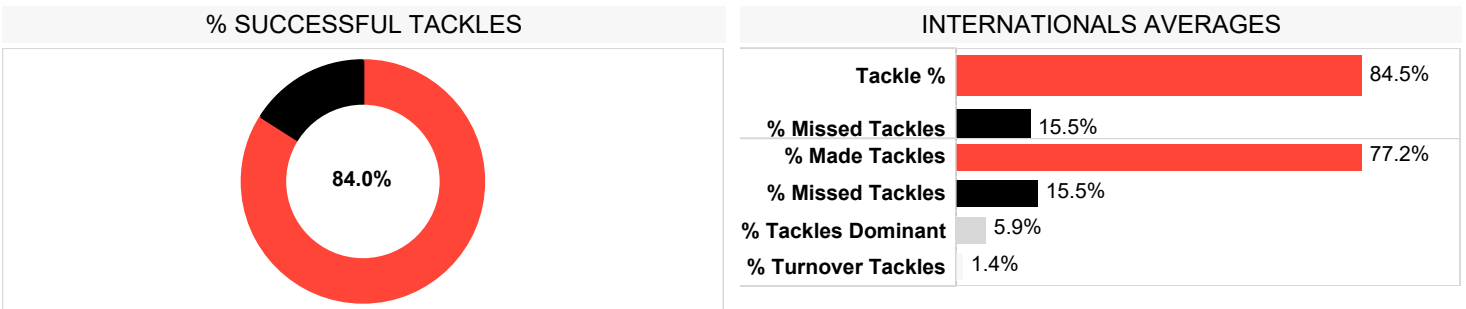 % SUCCESSFUL TACKLES
84.0%
INTERNATIONALS AVERAGES
Tackle % 84.5%
% Missed Tackles 15.5%
% Made Tackles 77.2%
% Missed Tackles 15.5%
% Tackles Dominant 5.9%
% Turnover Tackles 1.4%